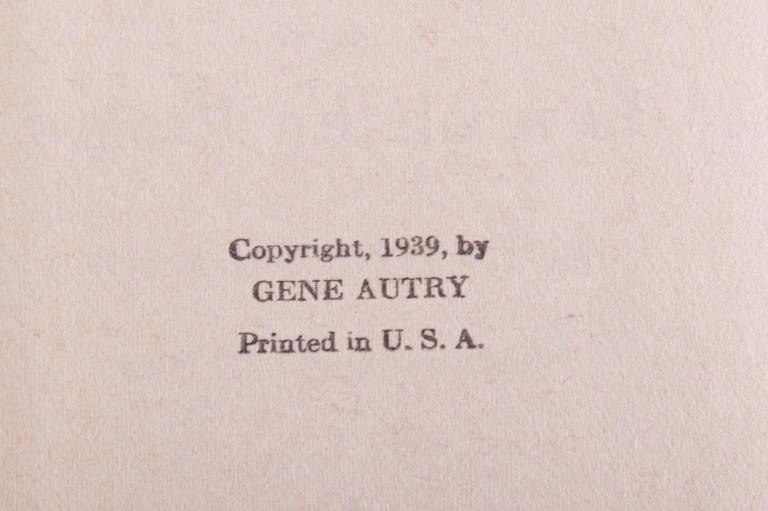 Copyright, 1939, by
GENE AUTRY
Printed in U. S. A.